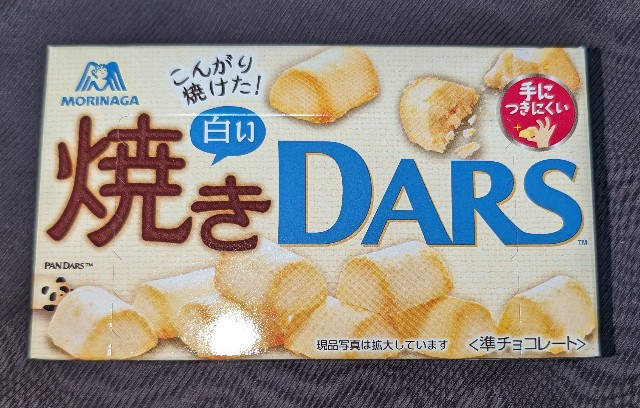 MORINAGA
こんがり
焼けた!
手に
つきにくい
白い
焼き DARS™
PAN DARS™
現品写真は拡大しています
<準チョコレート>